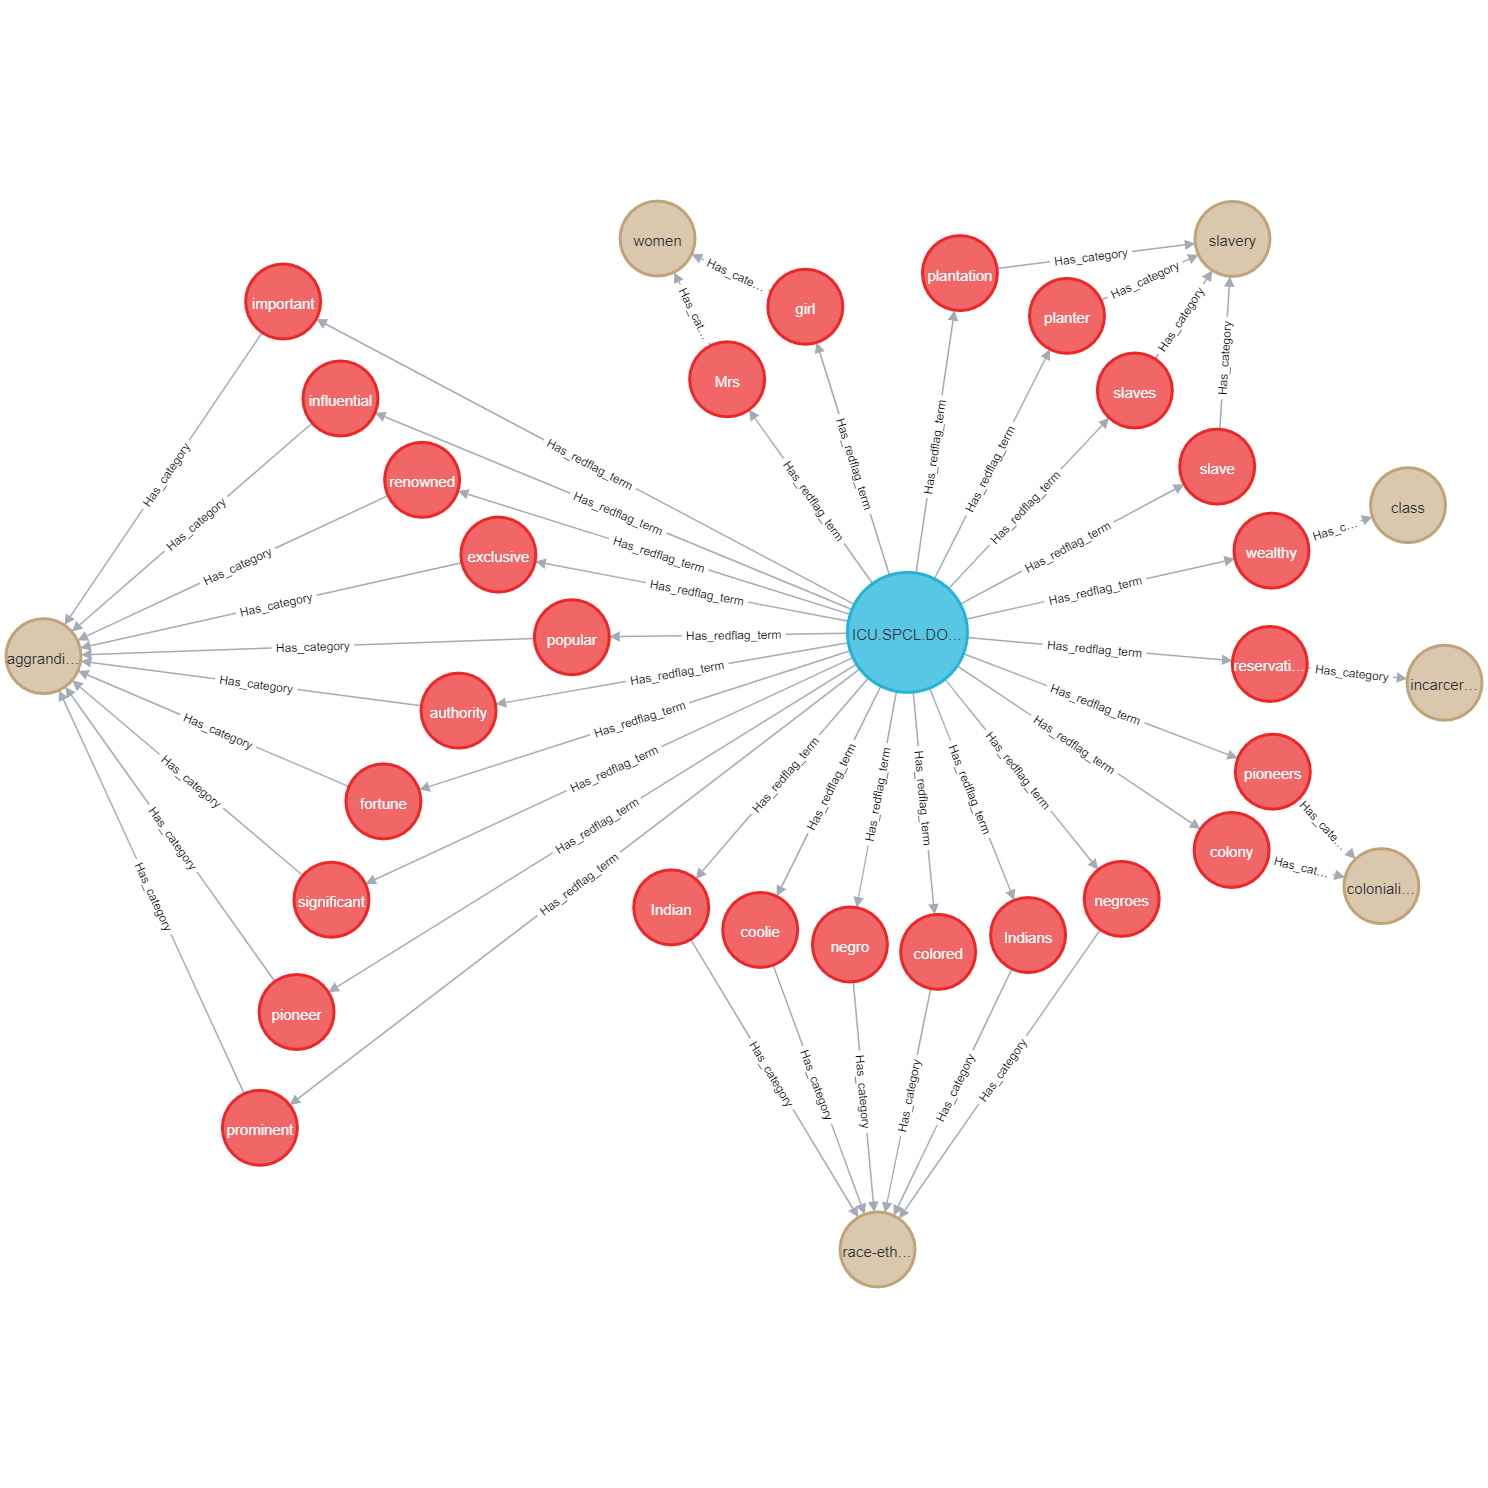 women
slavery
plantation
Has_category
Has_cate...
girl
planter
Has_category
important
Has_cat...
Has_category
Has_category
Mrs
slaves
influential
Has_redflag_term
Has_redflag_term
Has_redflag_term
Has_redflag_term
slave
class
wealthy
Has_c...
renowned
Has_category
Has_redflag_term
Has_redflag_term
Has_redflag_term
Has_redflag_term
Has_category
Has_redflag_term
exclusive
Has_category
Has_redflag_term
Has_redflag_term
Has_redflag_term
Has_category
ICU.SPCL.DO...
popular
Has_redflag_term
Has_category
Has_redflag_term
aggrandi...
reservati...
Has_category
incarcer...
Has_category
Has_redflag_term
authority
Has_redflag_term
Has_redflag_term
Has_category
Has_redflag_term
Has_redflag_term
pioneers
Has_category
fortune
Has_redflag_term
Has_redflag_term
Has_redflag_term
Has_redflag_term
Has_redflag_term
Has_redflag_term
Has_redflag_term
Has_cate...
Has_category
Has_redflag_term
colony
Has_cat...
coloniali...
Has_redflag_term
Has_category
significant
Indian
coolie
negro
colored
Indians
negroes
pioneer
Has_category
Has_category
Has_category
Has_category
Has_category
Has_category
prominent
race-eth...